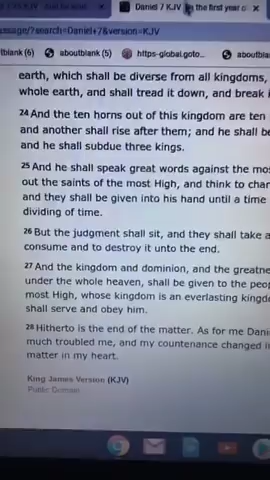 Daniel 7 KJV
the first year o
ssage/?search=Daniel+7&version=KJV
tblank (6)
aboutblank (5)
https-global.goto...
aboutbla
earth, which shall be diverse from all kingdoms,
whole earth, and shall tread it down, and break
24 And the ten horns out of this kingdom are ten
and another shall rise after them; and he shall be
and he shall subdue three kings.
25 And he shall speak great words against the mo
out the saints of the most High, and think to char
and they shall be given into his hand until a time
dividing of time.
26 But the judgment shall sit, and they shall take a
consume and to destroy it unto the end.
27 And the kingdom and dominion, and the greatne
under the whole heaven, shall be given to the peop
most High, whose kingdom is an everlasting kingd
shall serve and obey him.
28 Hitherto is the end of the matter. As for me Dani
much troubled me, and my countenance changed i
matter in my heart.
King James Version (KJV)
Public Domain